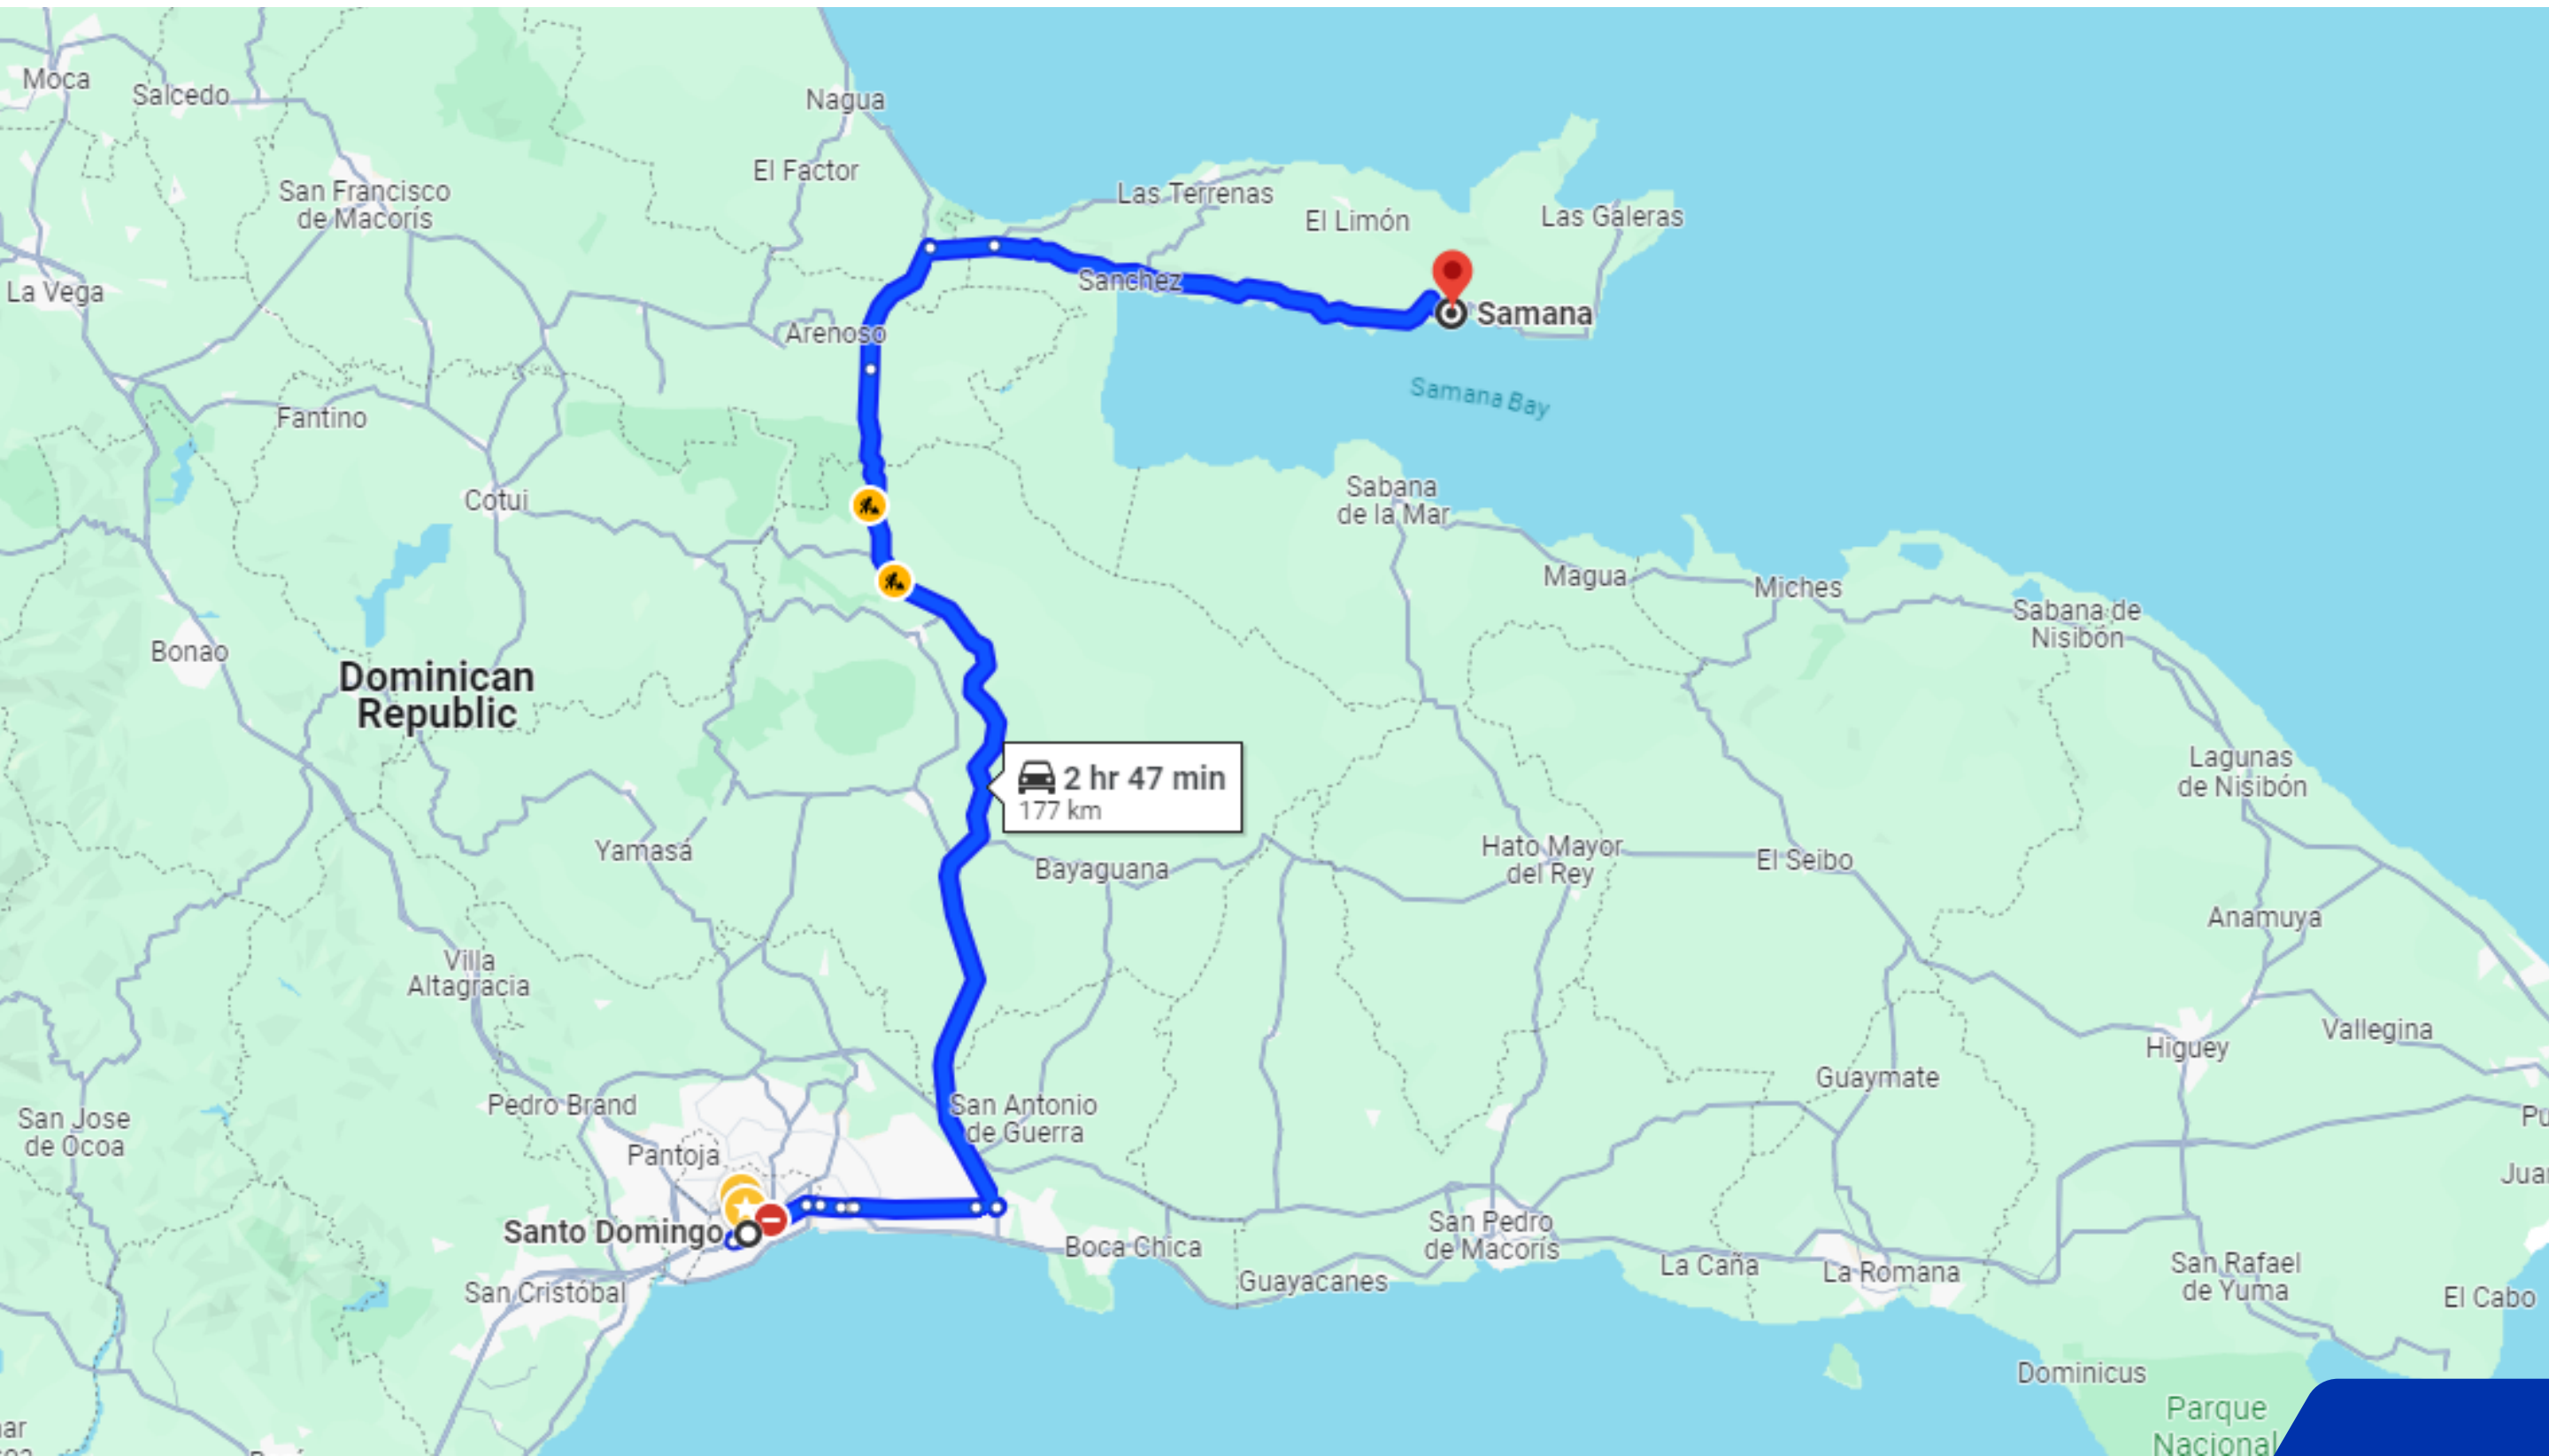 Moca
Salcedo
Nagua
El Factor
San Francisco
de Macorís
Las Terrenas
El Limón
Las Galeras
La Vega
Sanchez
Samana
Arenoso
Samana Bay
Fantino
Cotui
Sabana
de la Mar
Magua
Miches
Sabana de
Nisibón
Bonao
Dominican
Republic
2 hr 47 min
177 km
Lagunas
de Nisibón
Yamasá
Bayaguana
Hato Mayor
del Rey
El Seibo
Anamuya
Villa
Altagracia
Vallegina
Higuey
Guaymate
San Jose
de Ocoa
Pedro Brand
San Antonio
de Guerra
Pu
Pantoja
Juan
Santo Domingo
Boca Chica
San Pedro
de Macorís
La Caña
La Romana
San Rafael
de Yuma
San Cristóbal
Guayacanes
El Cabo
Dominicus
Parque
Nacional